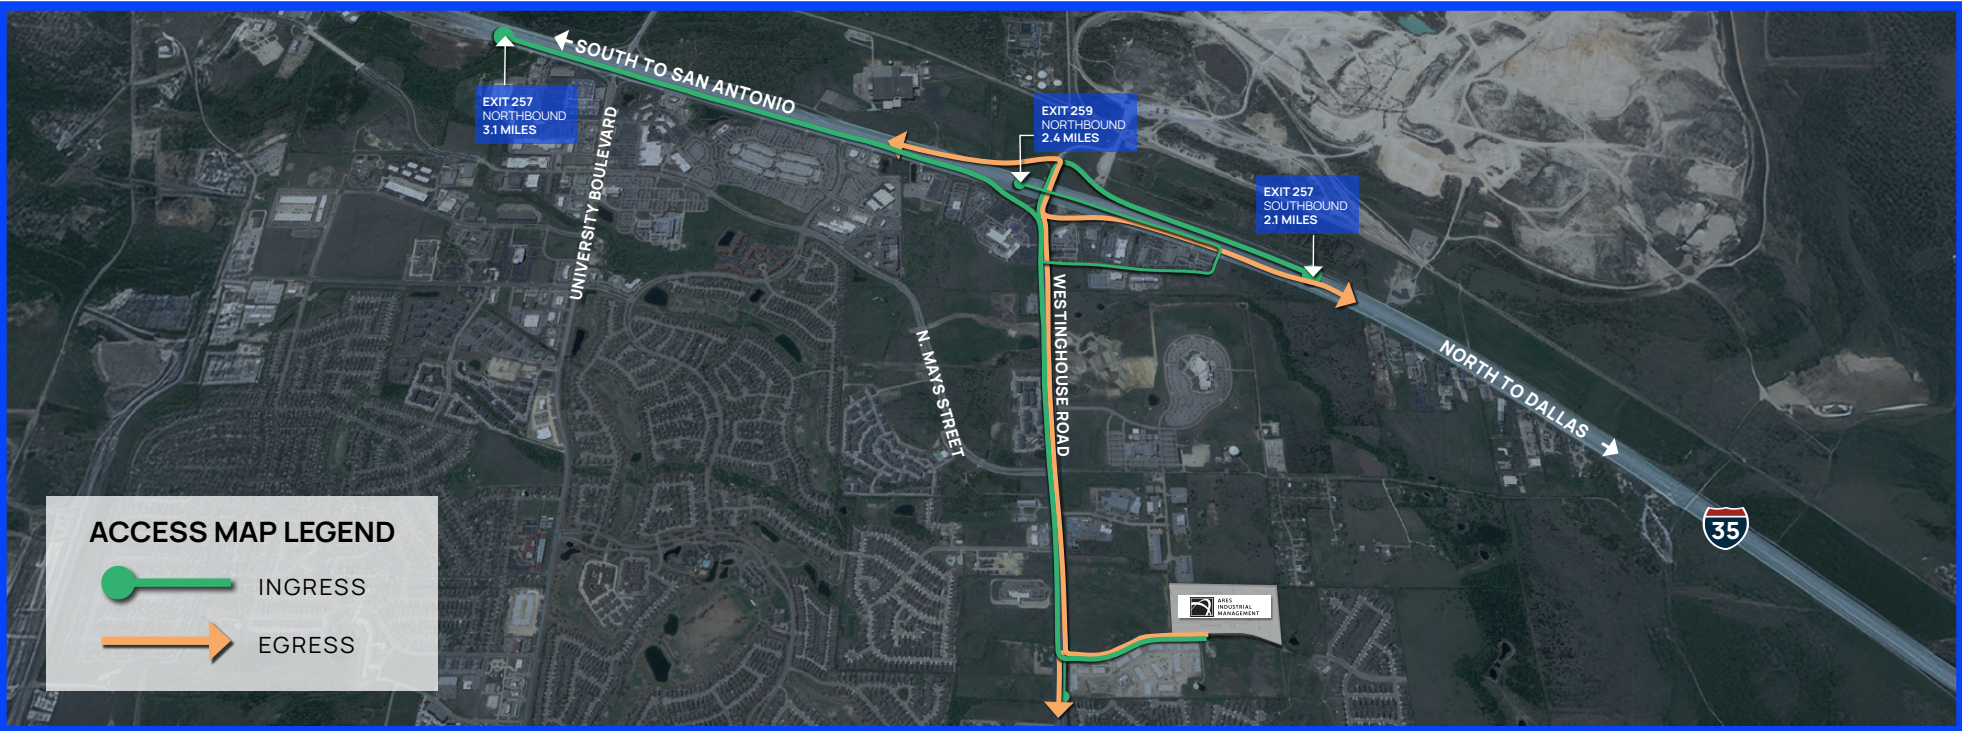 SOUTH TO SAN ANTONIO
EXIT 257
NORTHBOUND
3.1 MILES
EXIT 259
NORTHBOUND
2.4 MILES
UNIVERSITY BOULEVARD
EXIT 257
SOUTHBOUND
2.1 MILES
WESTINGHOUSE ROAD
N. MAYS STREET
NORTH TO DALLAS
35
ACCESS MAP LEGEND
INGRESS
EGRESS
ARES
INDUSTRIAL
MANAGEMENT